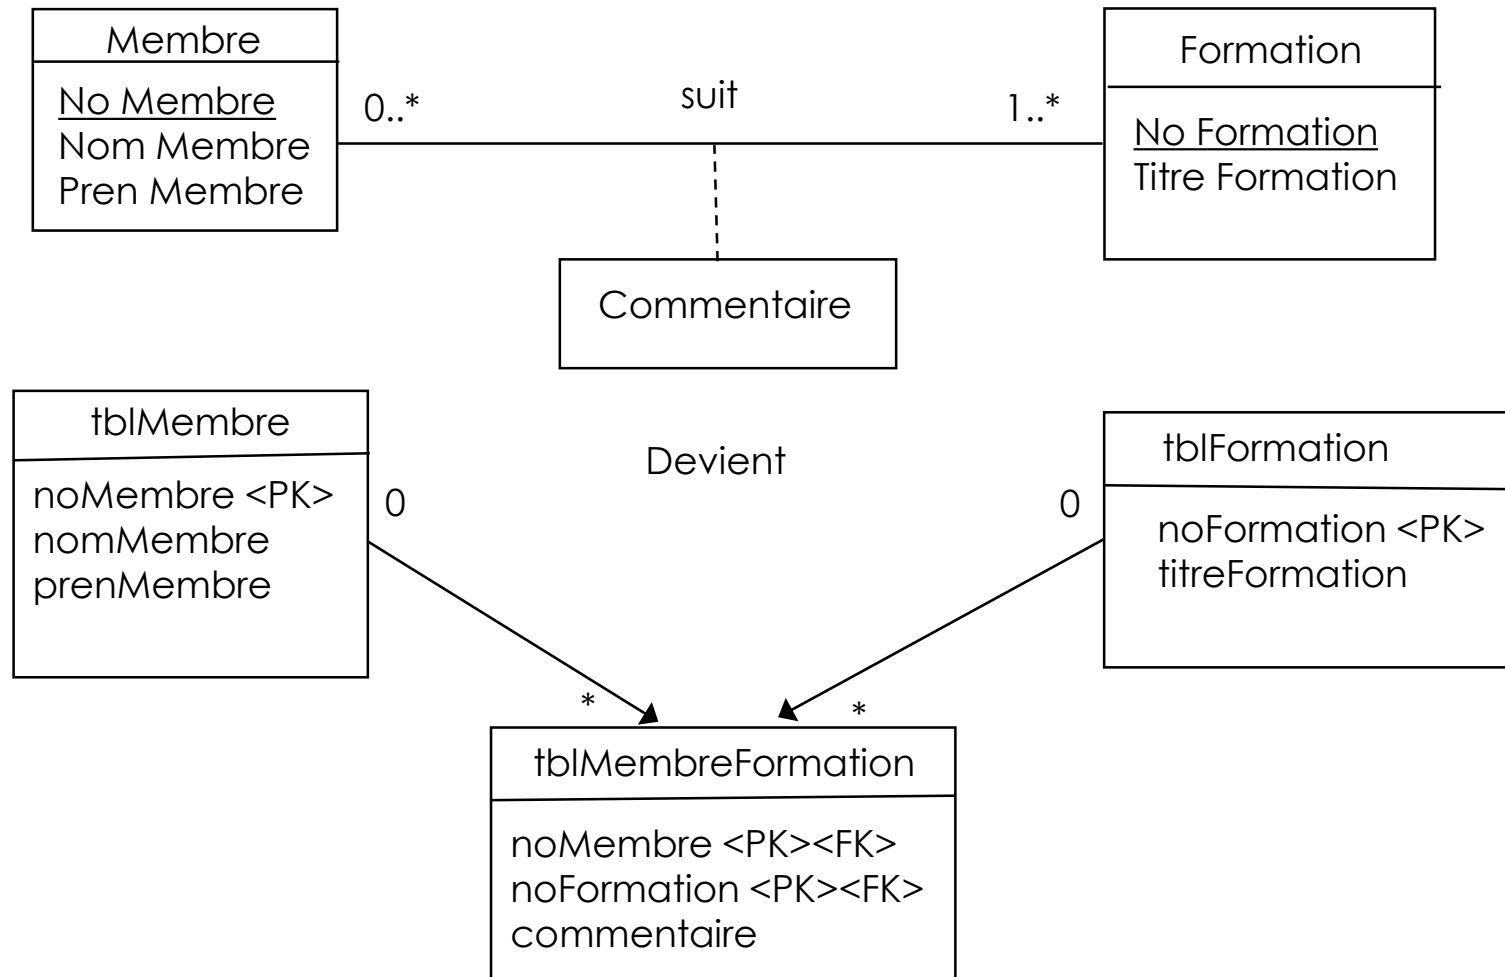 Membre
No Membre
Nom Membre
Pren Membre
0..*
suit
1..*
Formation
No Formation
Titre Formation
Commentaire
Devient
tblMembre
noMembre <PK>
nomMembre
prenMembre
0
*
tblFormation
noFormation <PK>
titreFormation
0
*
tblMembreFormation
noMembre <PK><FK>
noFormation <PK><FK>
commentaire